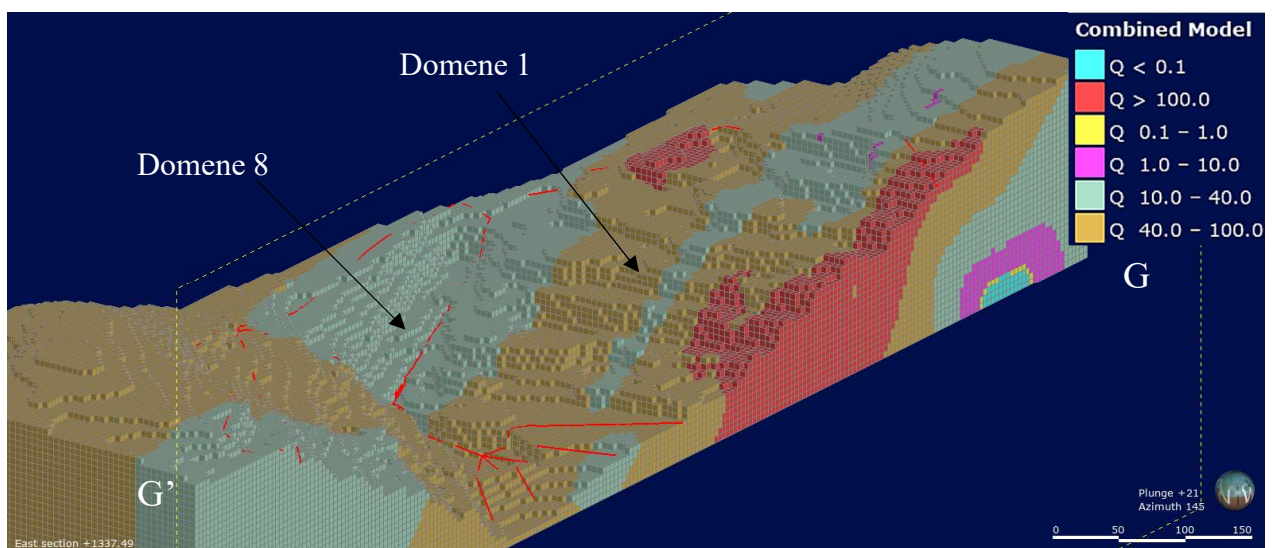 Combined Model
Q < 0.1
Q > 100.0
Q 0.1 – 1.0
Q 1.0 – 10.0
Q 10.0 – 40.0
Q 40.0 – 100.0
Domene 1
Domene 8
G
G’
Plunge +21
Azimuth 145
0 50 100 150
East section +1337.49